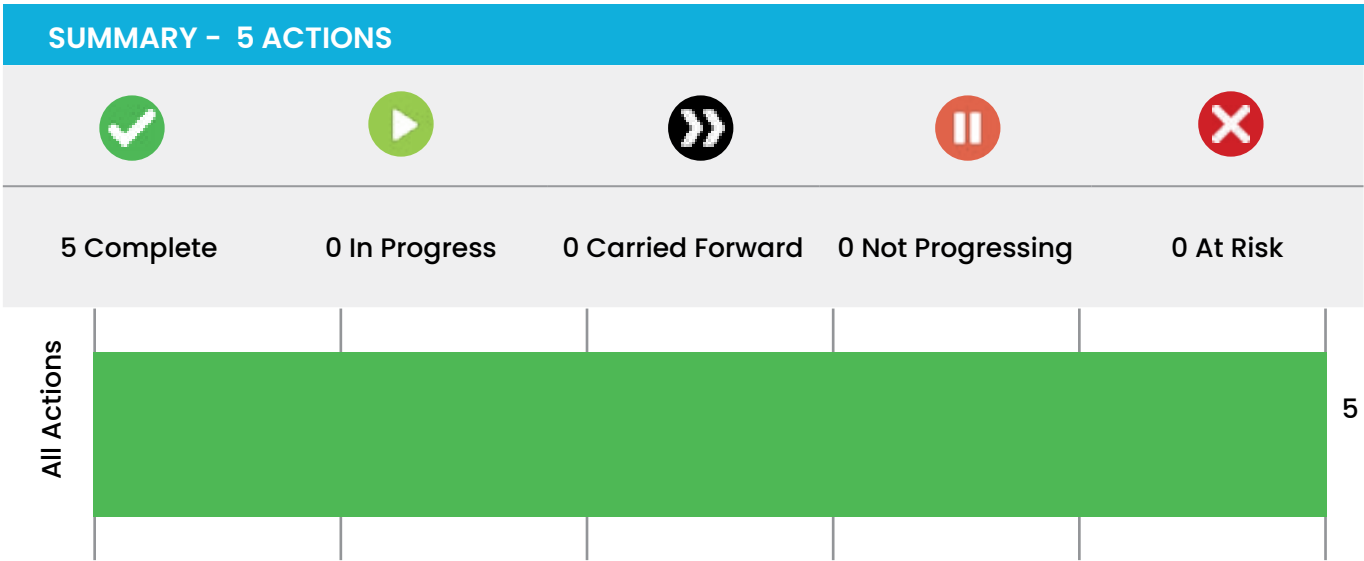 SUMMARY - 5 ACTIONS
5 Complete 0 In Progress 0 Carried Forward 0 Not Progressing 0 At Risk
All Actions
5